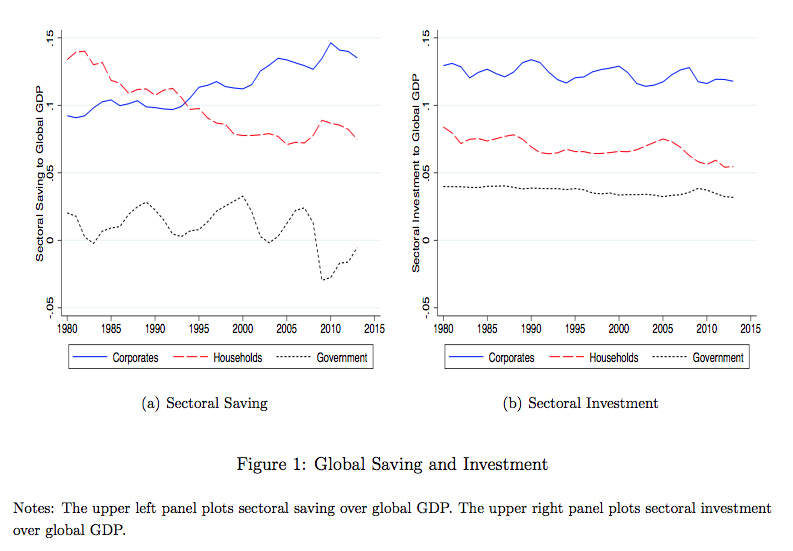 Sectoral Saving to Global GDP
.15
.1
.05
0
-.05
1980 1985 1990 1995 2000 2005 2010 2015
Corporates Households Government
(a) Sectoral Saving
Sectoral Investment to Global GDP
.15
.1
.05
0
-.05
1980 1985 1990 1995 2000 2005 2010 2015
Corporates Households Government
(b) Sectoral Investment
Figure 1: Global Saving and Investment
Notes: The upper left panel plots sectoral saving over global GDP. The upper right panel plots sectoral investment
over global GDP.